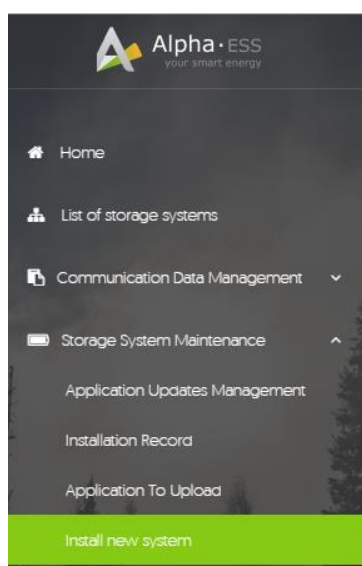 Alpha·ESS
your smart energy
Home
List of storage systems
Communication Data Management
Storage System Maintenance
Application Updates Management
Installation Record
Application To Upload
Install new system